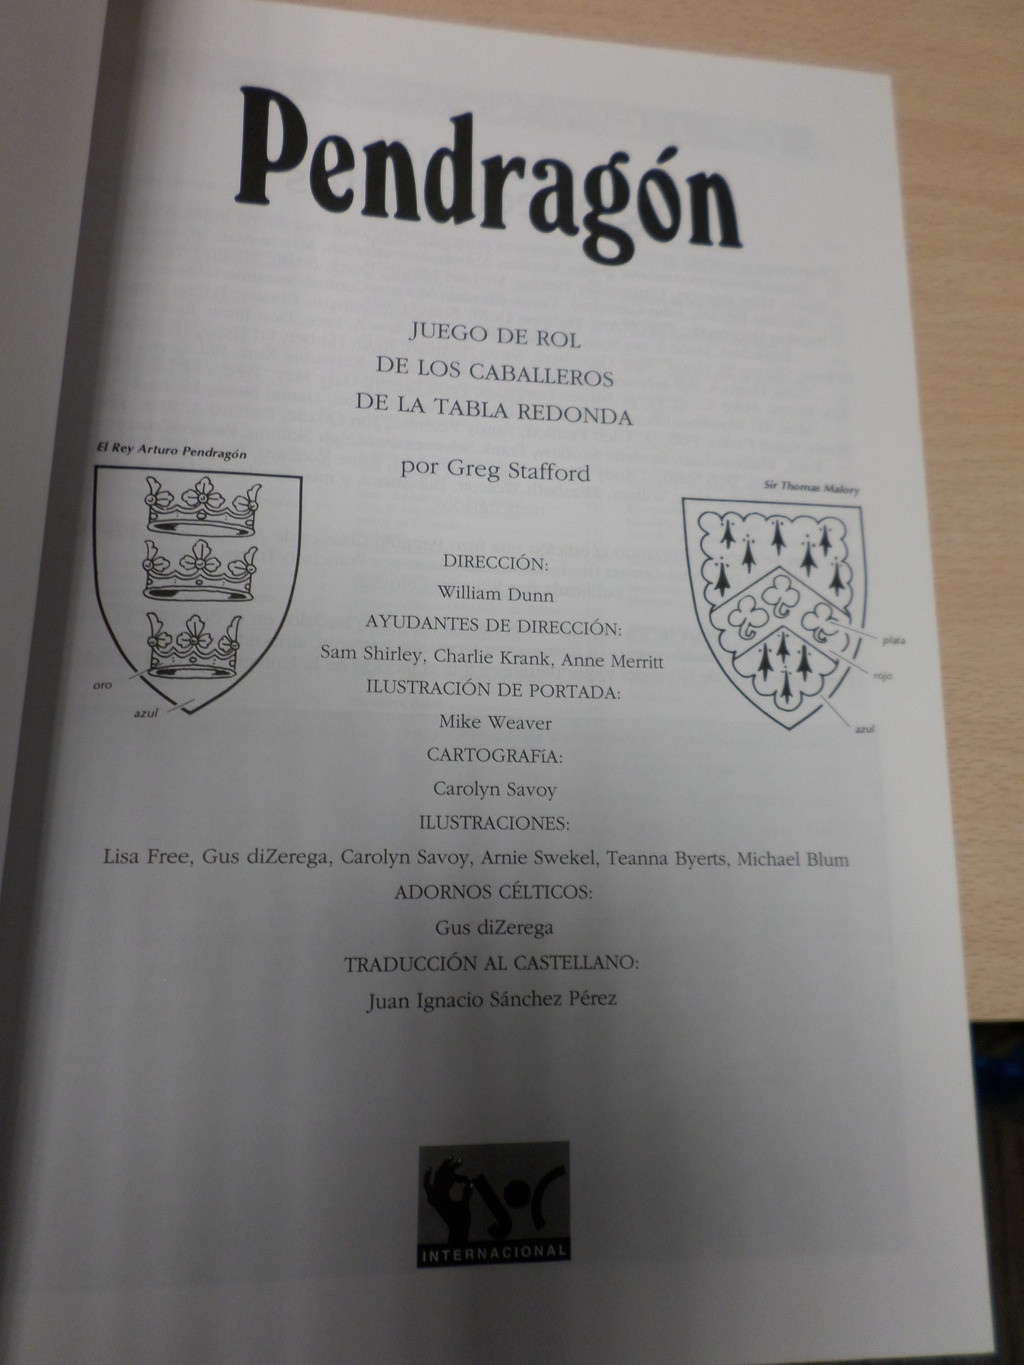 Pendragón
JUEGO DE ROL
DE LOS CABALLEROS
DE LA TABLA REDONDA
por Greg Stafford
El Rey Arturo Pendragón
oro
azul
Sir Thomas Malory
plata
rojo
azul
DIRECCIÓN:
William Dunn
AYUDANTES DE DIRECCIÓN:
Sam Shirley, Charlie Krank, Anne Merritt
ILUSTRACIÓN DE PORTADA:
Mike Weaver
CARTOGRAFíA:
Carolyn Savoy
ILUSTRACIONES:
Lisa Free, Gus diZerega, Carolyn Savoy, Arnie Swekel, Teanna Byerts, Michael Blum
ADORNOS CÉLTICOS:
Gus diZerega
TRADUCCIÓN AL CASTELLANO:
Juan Ignacio Sánchez Pérez
Joc
INTERNACIONAL